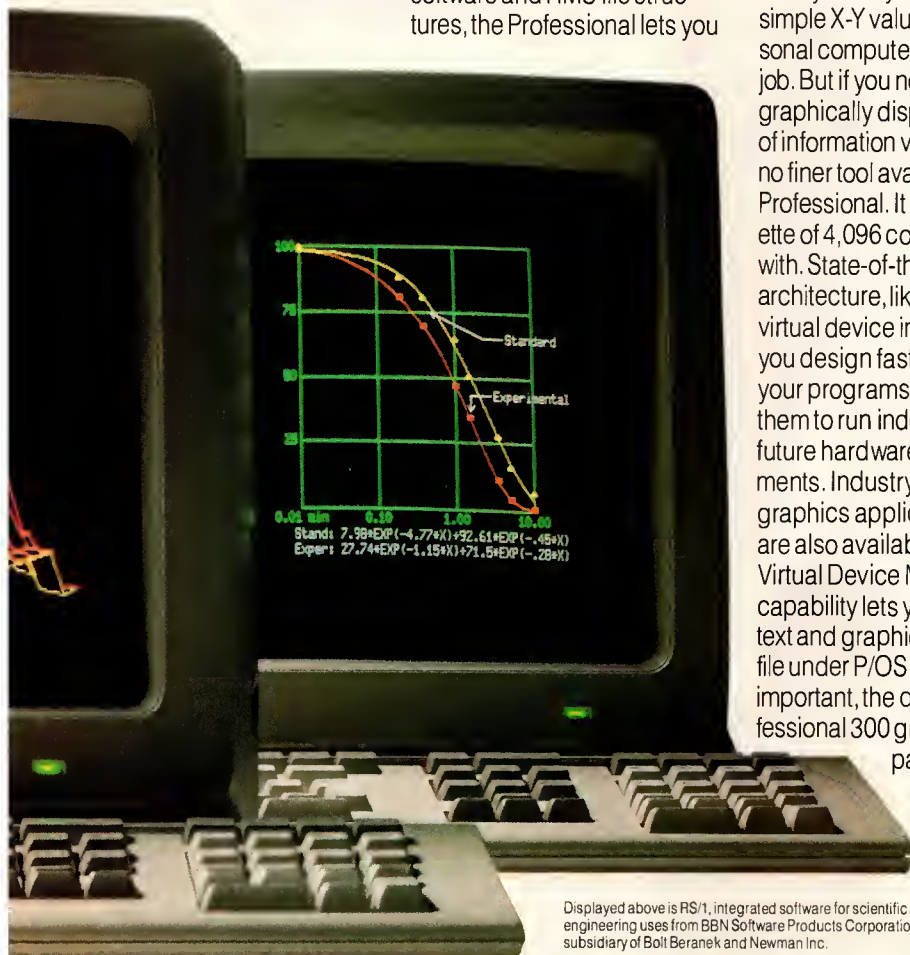 tures, the Professional lets you
100
75
Standard
50
Experimental
25
0.01 min 0.10 1.00 10.00
Stand: 7.98*EXP(-4.77*X)+92.61*EXP(-.45*X)
Exper: 27.74*EXP(-1.15*X)+71.5*EXP(-.28*X)
simple X-Y valu
sonal compute
job. But if you ne
graphically disp
of information v
no finer tool ava
Professional. It
ette of 4,096 co
with. State-of-th
architecture, lik
virtual device in
you design fast
your programs
them to run ind
future hardware
ments. Industry
graphics applic
are also availab
Virtual Device M
capability lets y
text and graphic
file under P/OS
important, the o
fessional 300 g
pa
Displayed above is RS/1, integrated software for scientific
engineering uses from BBN Software Products Corporatio
subsidiary of Bolt Beranek and Newman Inc.